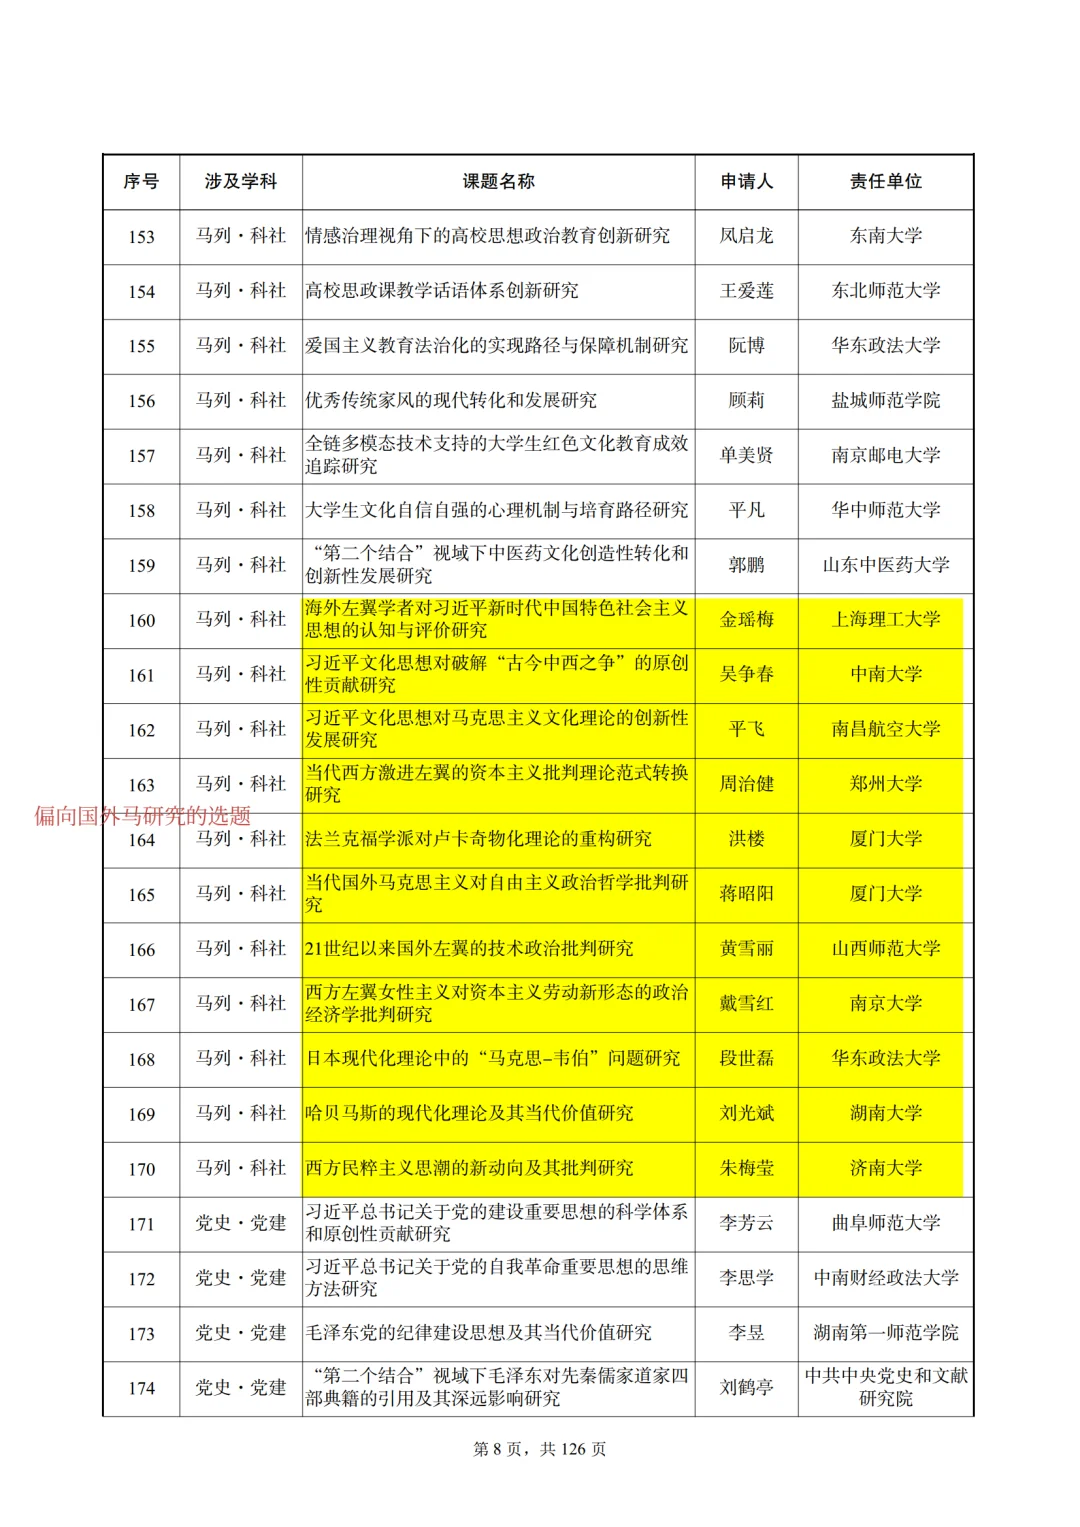 序号 涉及学科 课题名称 申请人 责任单位
153 马列·科社 情感治理视角下的高校思想政治教育创新研究 凤启龙 东南大学
154 马列·科社 高校思政课教学话语体系创新研究 王爱莲 东北师范大学
155 马列·科社 爱国主义教育法治化的实现路径与保障机制研究 阮博 华东政法大学
156 马列·科社 优秀传统家风的现代转化和发展研究 顾莉 盐城师范学院
157 马列·科社 全链多模态技术支持的大学生红色文化教育成效
追踪研究 单美贤 南京邮电大学
158 马列·科社 大学生文化自信自强的心理机制与培育路径研究 平凡 华中师范大学
159 马列·科社 “第二个结合”视域下中医药文化创造性转化和
创新性发展研究 郭鹏 山东中医药大学
160 马列·科社 海外左翼学者对习近平新时代中国特色社会主义
思想的认知与评价研究 金瑶梅 上海理工大学
161 马列·科社 习近平文化思想对破解“古今中西之争”的原创
性贡献研究 吴争春 中南大学
162 马列·科社 习近平文化思想对马克思主义文化理论的创新性
发展研究 平飞 南昌航空大学
163 马列·科社 当代西方激进左翼的资本主义批判理论范式转换
研究 周治健 郑州大学
偏向国外马研究的选题
164 马列·科社 法兰克福学派对卢卡奇物化理论的重构研究 洪楼 厦门大学
165 马列·科社 当代国外马克思主义对自由主义政治哲学批判研
究 蒋昭阳 厦门大学
166 马列·科社 21世纪以来国外左翼的技术政治批判研究 黄雪丽 山西师范大学
167 马列·科社 西方左翼女性主义对资本主义劳动新形态的政治
经济学批判研究 戴雪红 南京大学
168 马列·科社 日本现代化理论中的“马克思-韦伯”问题研究 段世磊 华东政法大学
169 马列·科社 哈贝马斯的现代化理论及其当代价值研究 刘光斌 湖南大学
170 马列·科社 西方民粹主义思潮的新动向及其批判研究 朱梅莹 济南大学
171 党史·党建 习近平总书记关于党的建设重要思想的科学体系
和原创性贡献研究 李芳云 曲阜师范大学
172 党史·党建 习近平总书记关于党的自我革命重要思想的思维
方法研究 李思学 中南财经政法大学
173 党史·党建 毛泽东党的纪律建设思想及其当代价值研究 李昱 湖南第一师范学院
174 党史·党建 “第二个结合”视域下毛泽东对先秦儒家道家四
部典籍的引用及其深远影响研究 刘鹤亭 中共中央党史和文献
研究院
第 8 页，共 126 页